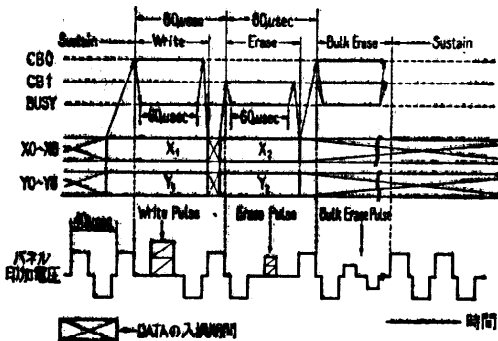 80μsec 80μsec
Sustain Write Erase Bulk Erase Sustain
CB0
CB1
BUSY
60μsec 60μsec
X0~X8 X1 X2
Y0~Y8 Y1 Y2
Write Pulse Erase Pulse Bulk Erase Pulse
40μsec
パネル
印加電圧
時間
DATAの入換期間